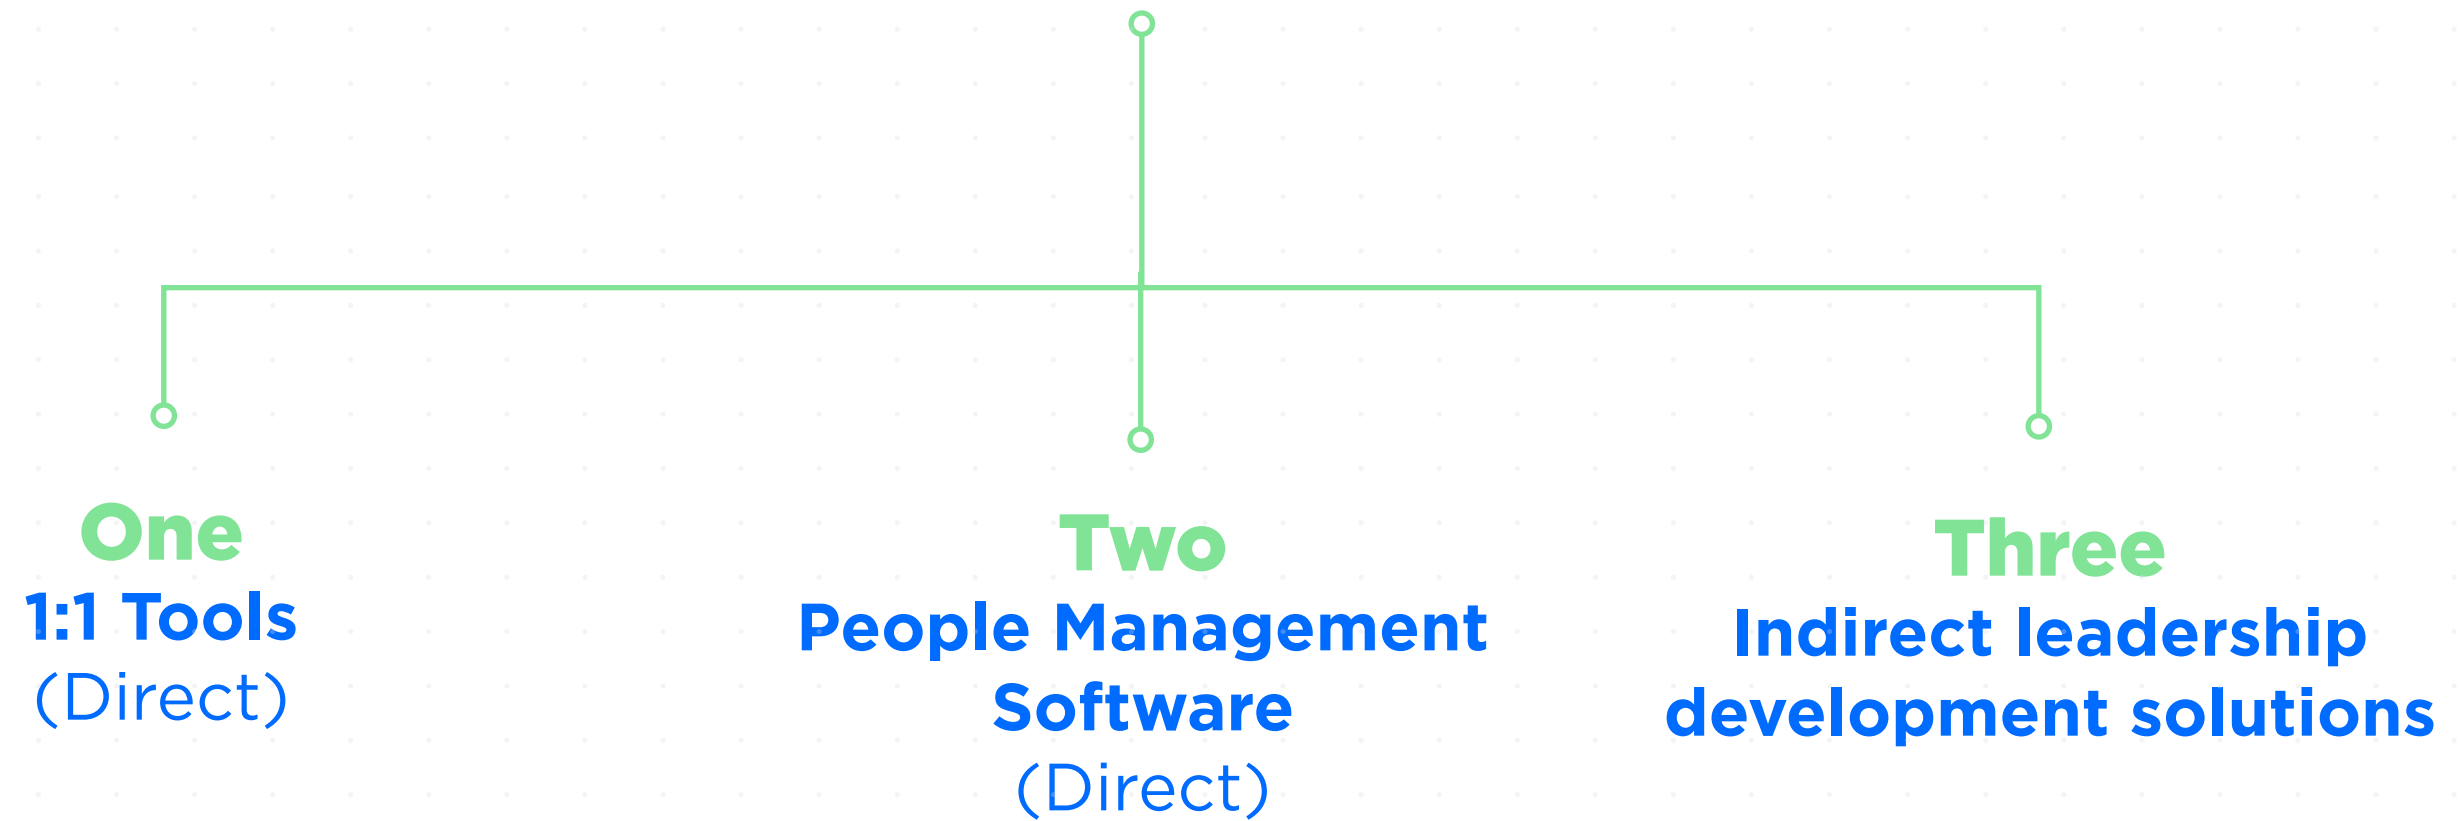 One
1:1 Tools
(Direct)
Two
People Management
Software
(Direct)
Three
Indirect leadership
development solutions